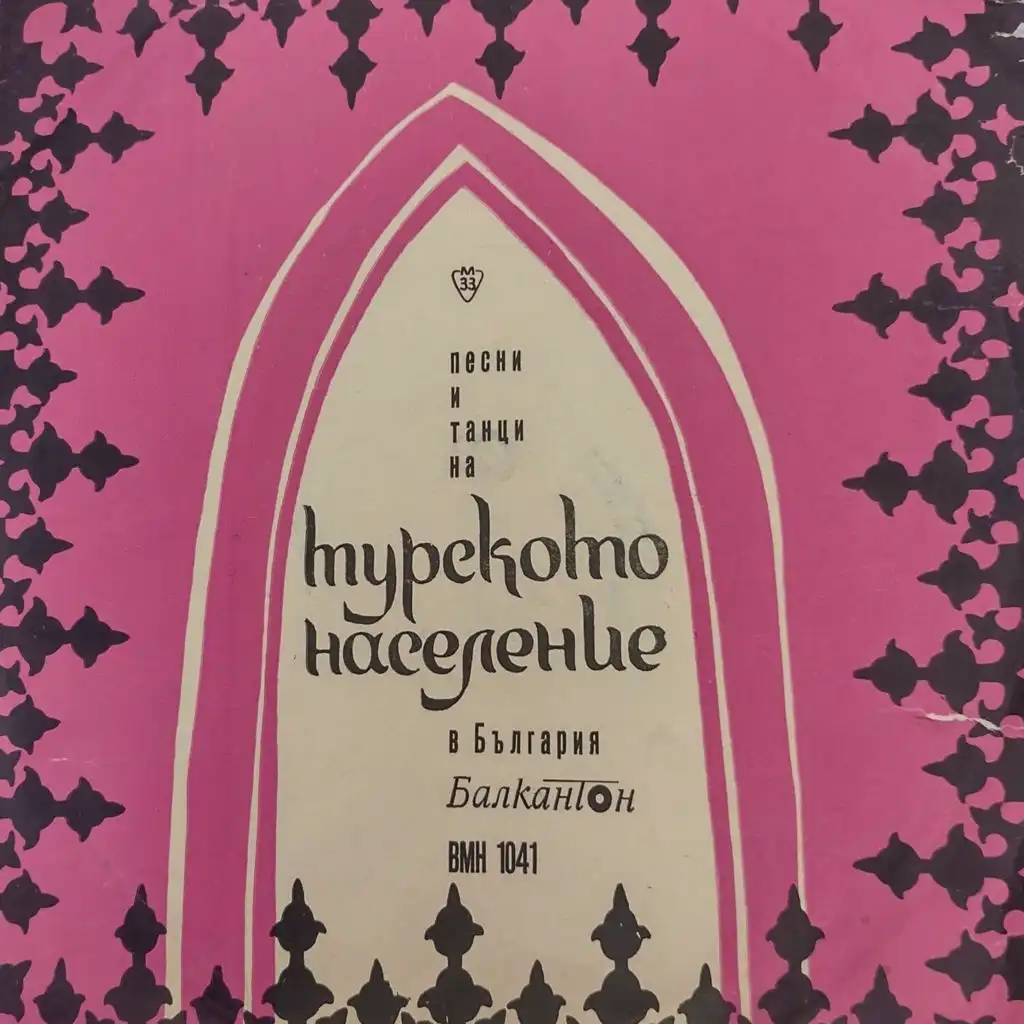 М
33
песни
и
танци
на
турското
население
в България
Балкантон
ВМН 1041